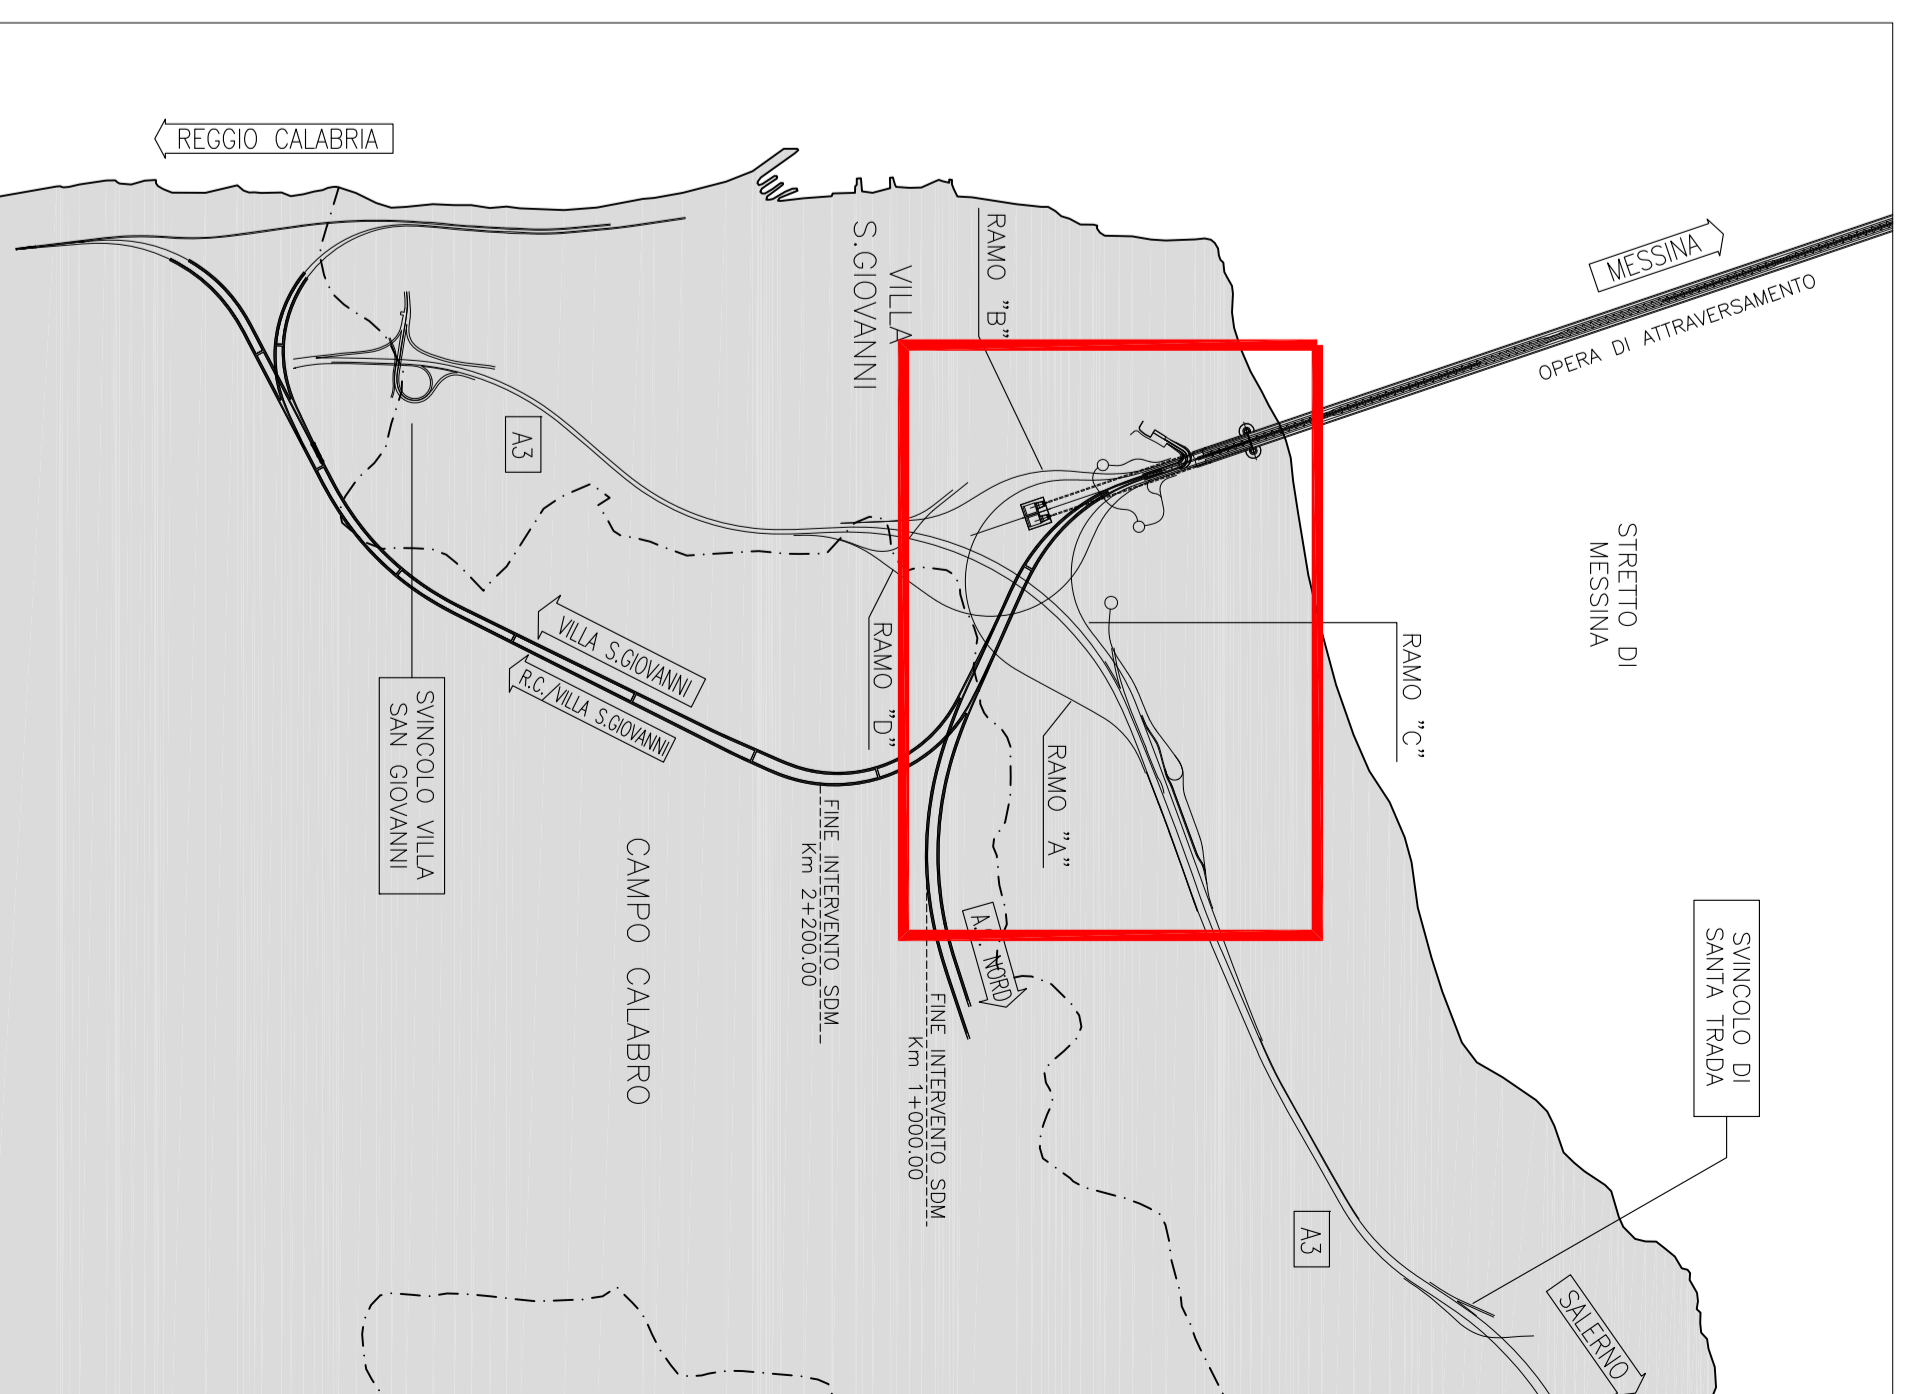 REGGIO CALABRIA
MESSINA
OPERA DI ATTRAVERSAMENTO
VILLA
S.GIOVANNI
RAMO "B"
A3
STRETTO DI
MESSINA
VILLA S.GIOVANNI
R.C./VILLA S.GIOVANNI
RAMO "D"
RAMO "C"
RAMO "A"
SVINCOLO VILLA
SAN GIOVANNI
FINE INTERVENTO SDM
Km 2+200.00
CAMPO CALABRO
A.C. NORD
FINE INTERVENTO SDM
Km 1+000.00
SVINCOLO DI
SANTA TRADA
A3
SALERNO